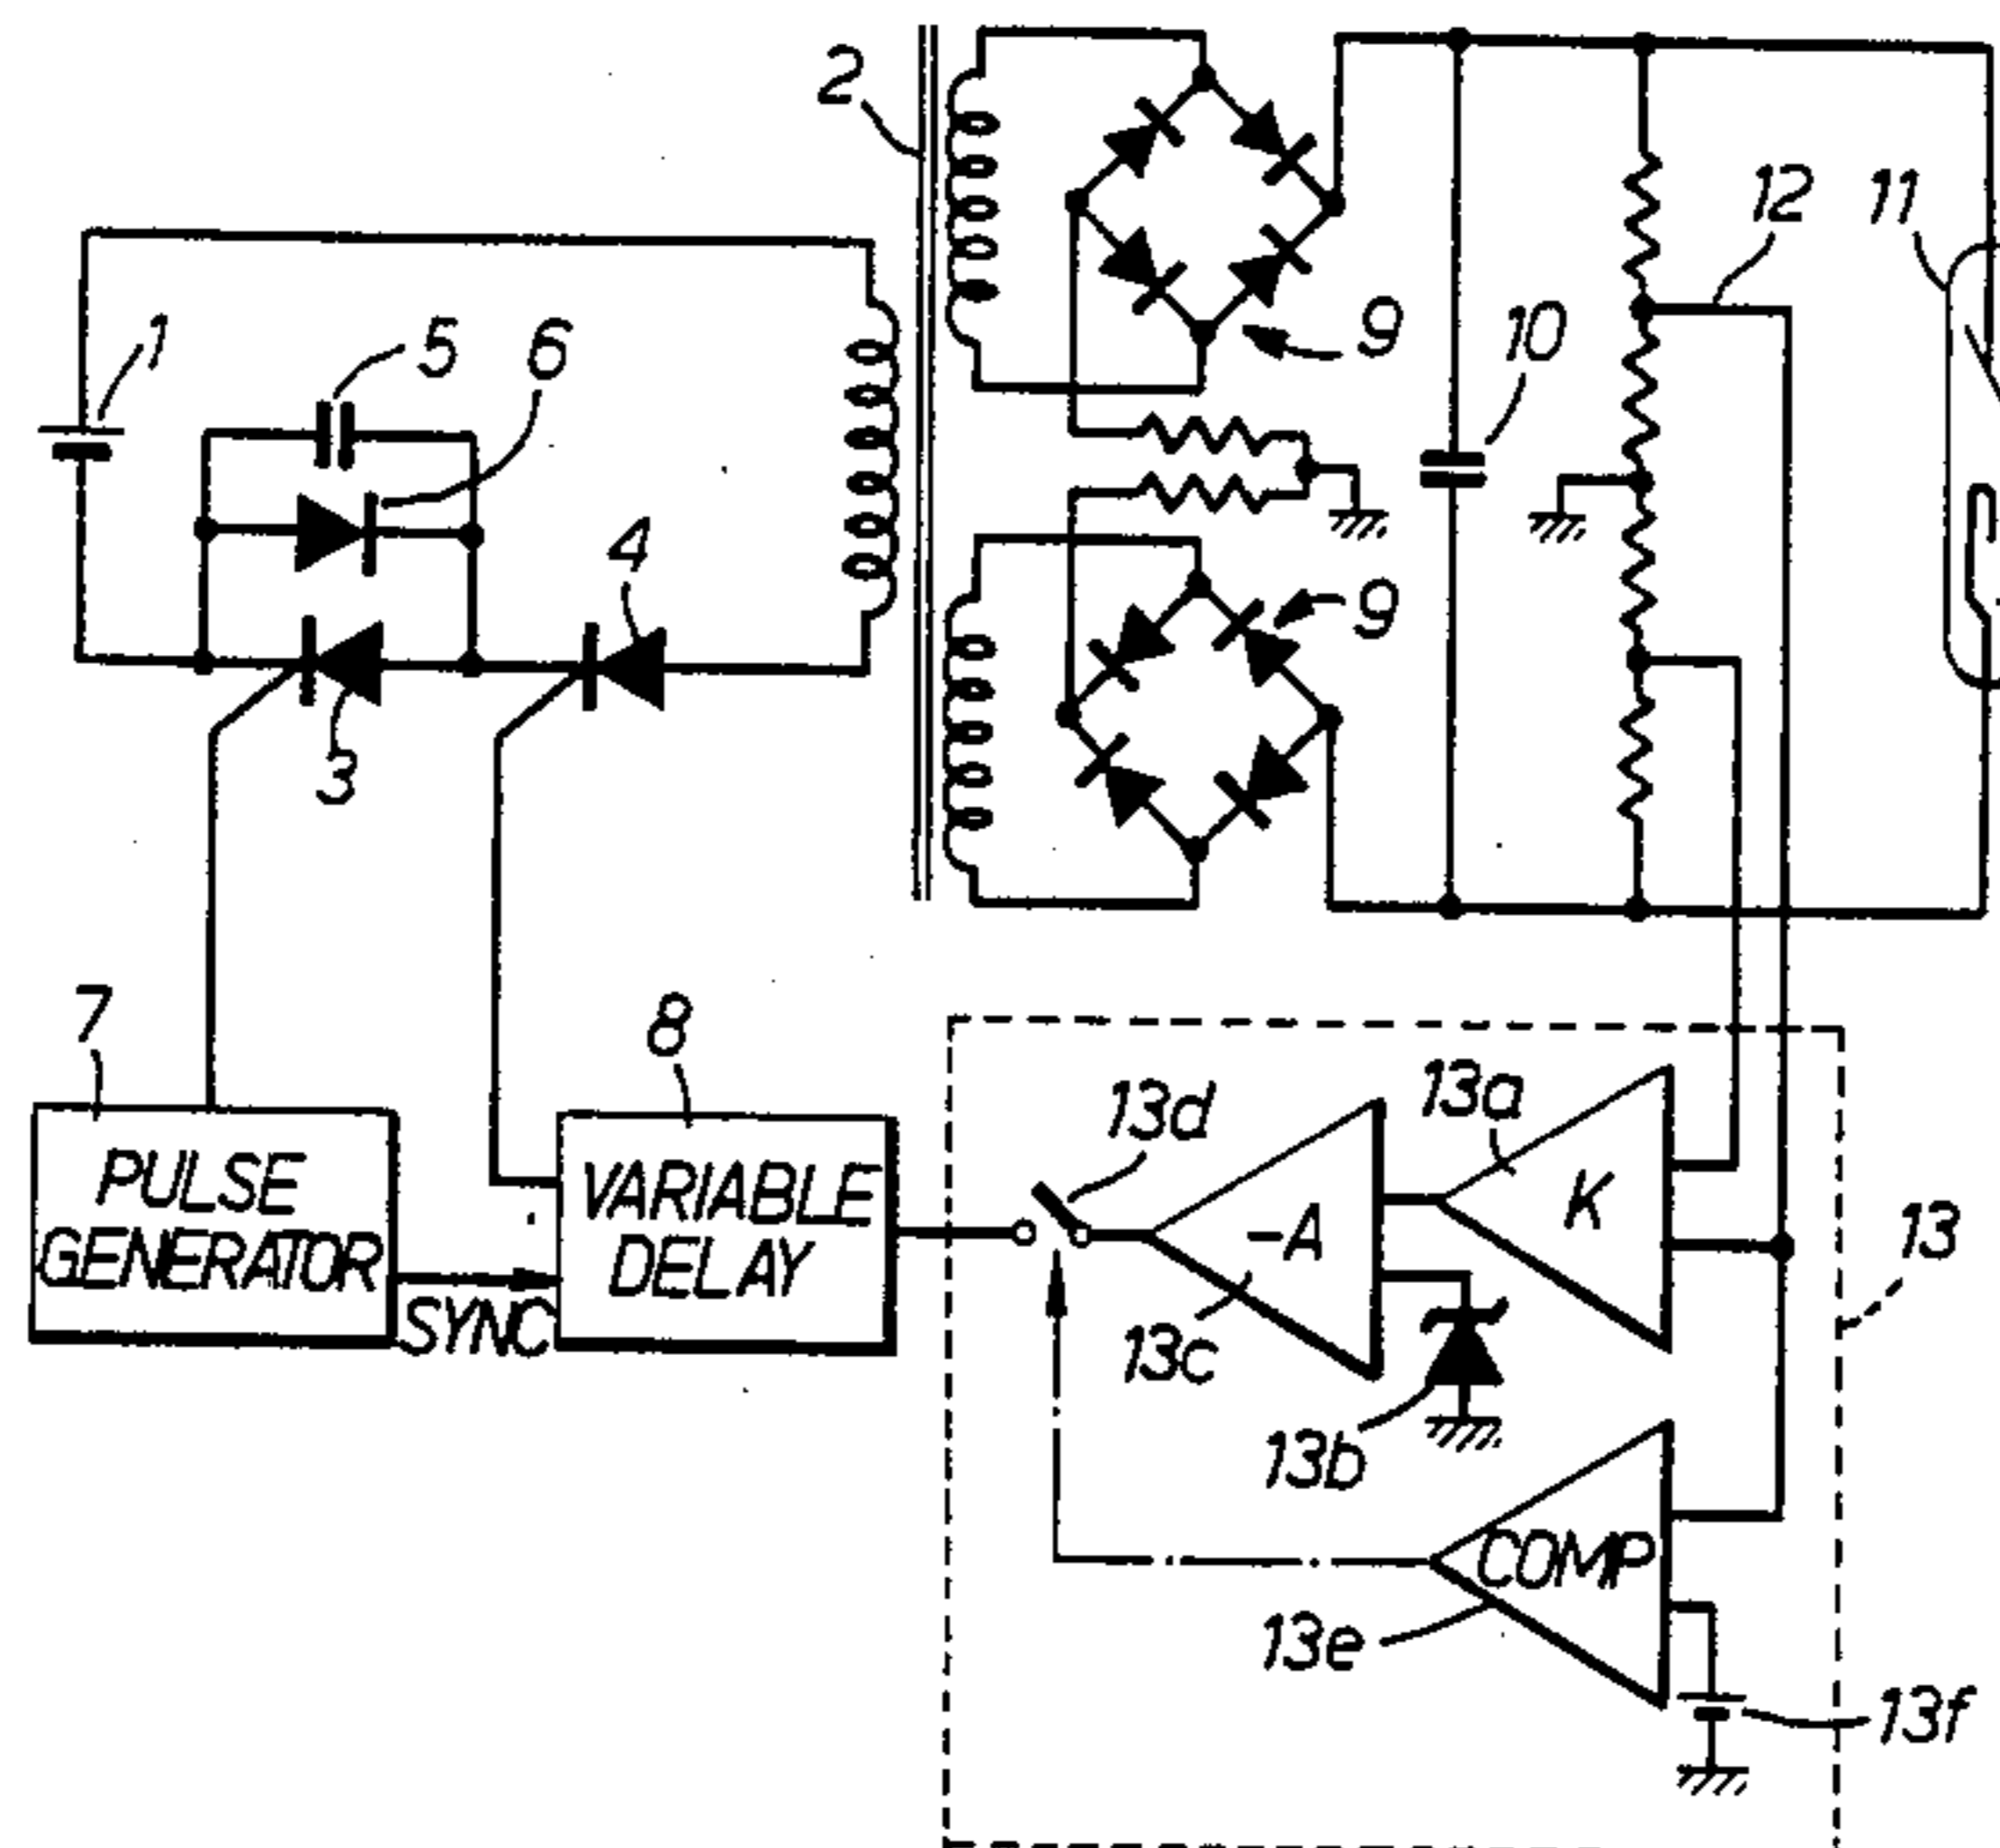 2
12
11
1
5
6
9
10
4
9
3
7
8
13d
13a
PULSE
GENERATOR
VARIABLE
DELAY
SYNC
-A
K
13
13c
13b
COMP
13e
13f